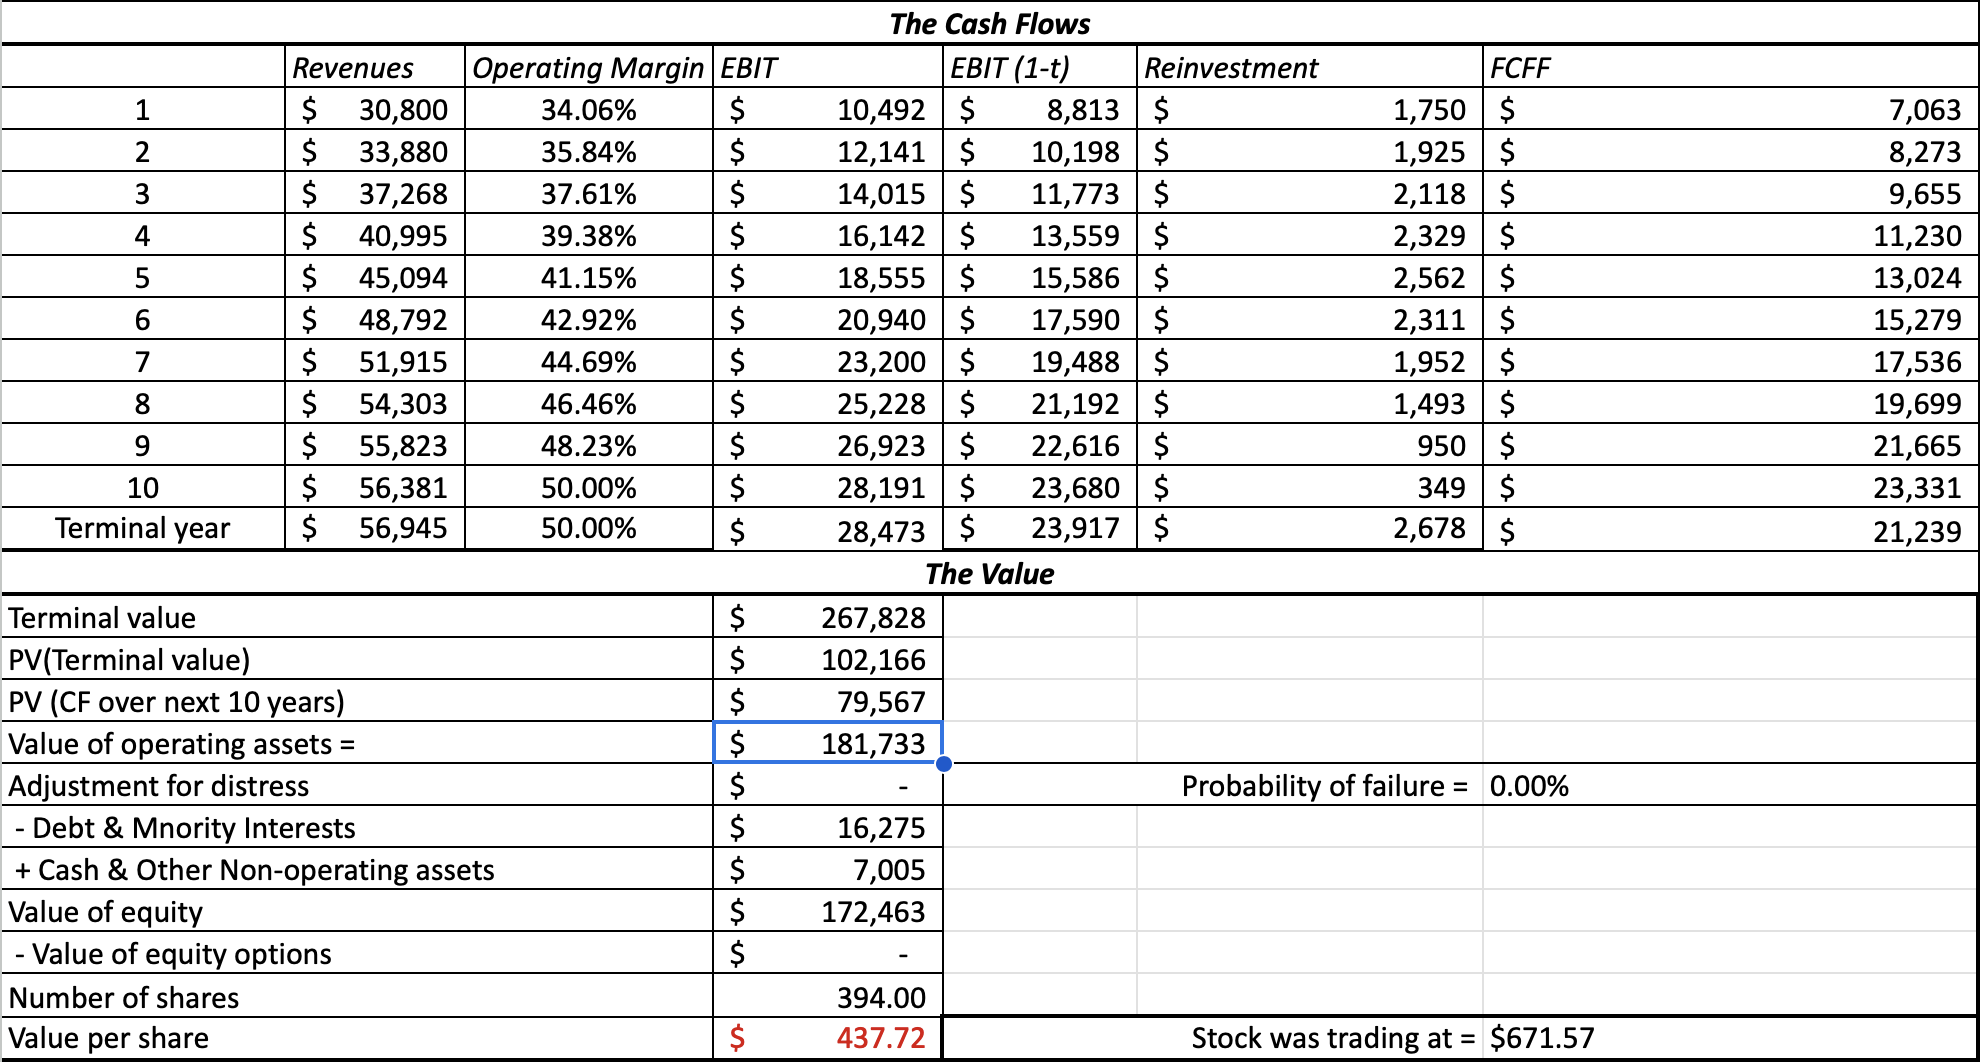 The Cash Flows
Revenues Operating Margin EBIT EBIT (1-t) Reinvestment FCFF
1 $ 30,800 34.06% $ 10,492 $ 8,813 $ 1,750 $ 7,063
2 $ 33,880 35.84% $ 12,141 $ 10,198 $ 1,925 $ 8,273
3 $ 37,268 37.61% $ 14,015 $ 11,773 $ 2,118 $ 9,655
4 $ 40,995 39.38% $ 16,142 $ 13,559 $ 2,329 $ 11,230
5 $ 45,094 41.15% $ 18,555 $ 15,586 $ 2,562 $ 13,024
6 $ 48,792 42.92% $ 20,940 $ 17,590 $ 2,311 $ 15,279
7 $ 51,915 44.69% $ 23,200 $ 19,488 $ 1,952 $ 17,536
8 $ 54,303 46.46% $ 25,228 $ 21,192 $ 1,493 $ 19,699
9 $ 55,823 48.23% $ 26,923 $ 22,616 $ 950 $ 21,665
10 $ 56,381 50.00% $ 28,191 $ 23,680 $ 349 $ 23,331
Terminal year $ 56,945 50.00% $ 28,473 $ 23,917 $ 2,678 $ 21,239
The Value
Terminal value $ 267,828
PV(Terminal value) $ 102,166
PV (CF over next 10 years) $ 79,567
Value of operating assets = $ 181,733
Adjustment for distress $ - Probability of failure = 0.00%
- Debt & Mnority Interests $ 16,275
+ Cash & Other Non-operating assets $ 7,005
Value of equity $ 172,463
- Value of equity options $ -
Number of shares 394.00
Value per share $ 437.72 Stock was trading at = $671.57